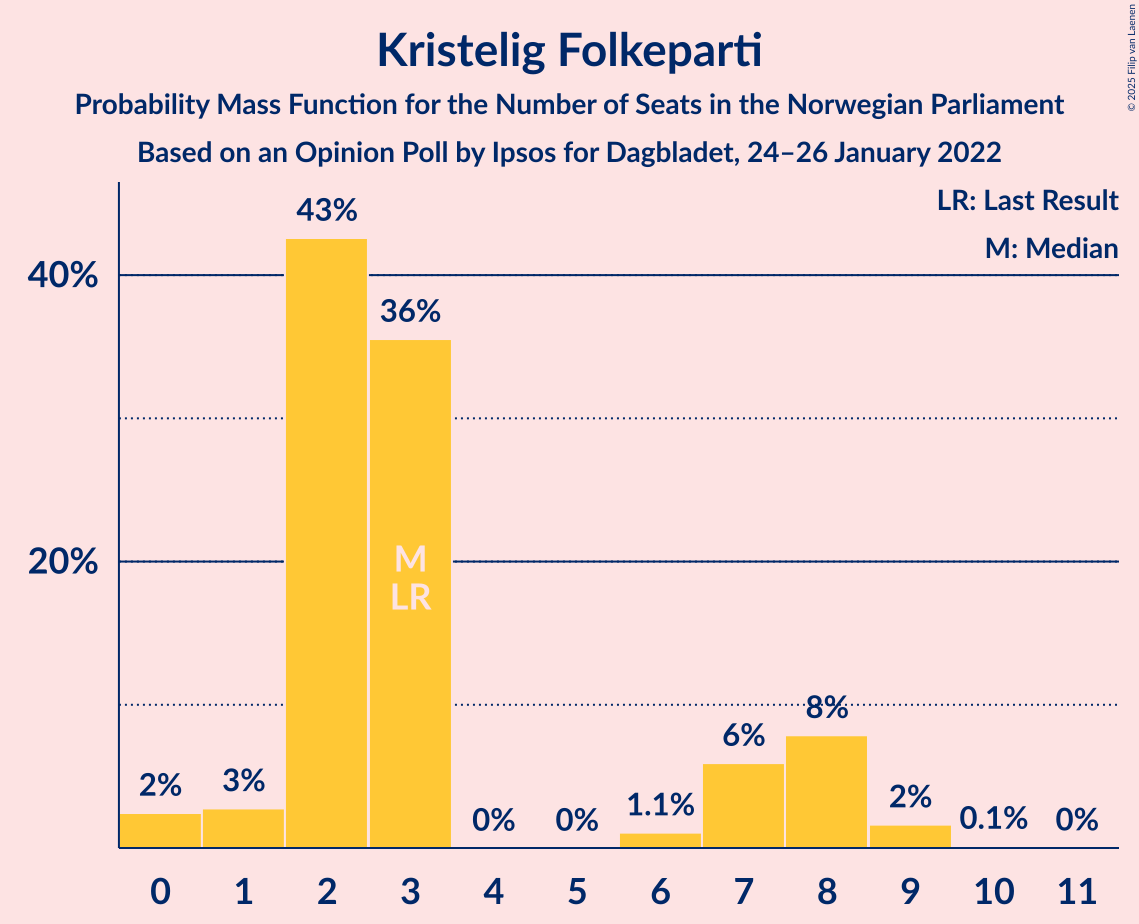 Kristelig Folkeparti
Probability Mass Function for the Number of Seats in the Norwegian Parliament
Based on an Opinion Poll by Ipsos for Dagbladet, 24–26 January 2022
© 2025 Filip van Laenen
LR: Last Result
M: Median
43%
40%
36%
20%
M
LR
2%
3%
0%
0%
1.1%
6%
8%
2%
0.1%
0%
0 1 2 3 4 5 6 7 8 9 10 11